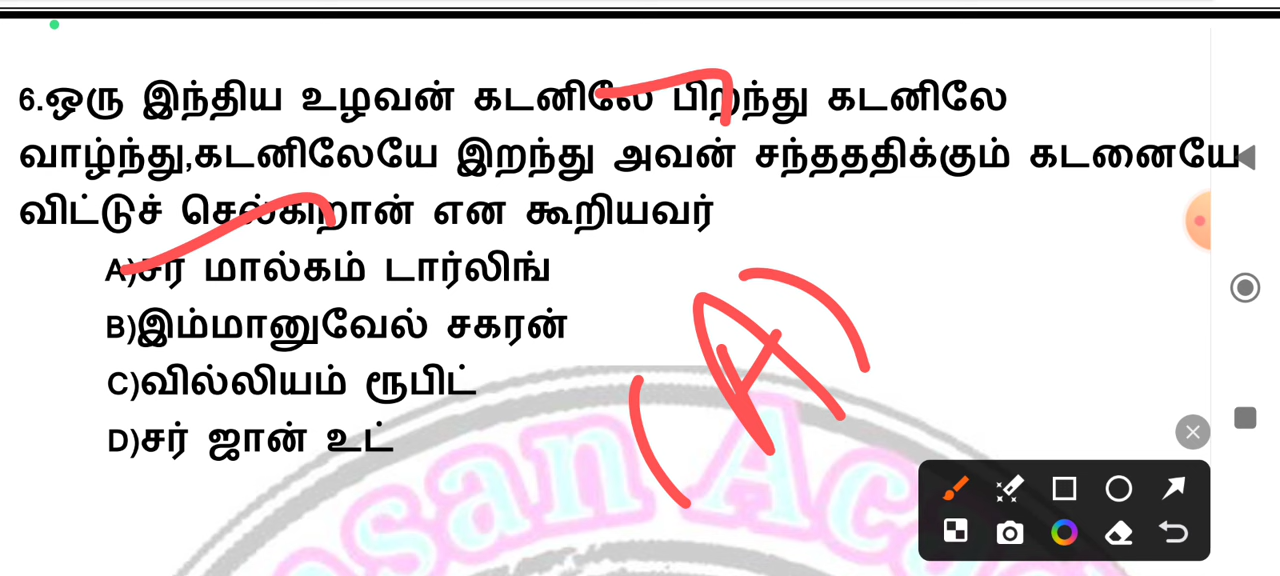 6.ஒரு இந்திய உழவன் கடனிலே பிறந்து கடனிலே
வாழ்ந்து,கடனிலேயே இறந்து அவன் சந்தததிக்கும் கடனையே
விட்டுச் செல்கிறான் என கூறியவர்
A)சர் மால்கம் டார்லிங்
B)இம்மானுவேல் சகரன்
C)வில்லியம் ரூபிட்
D)சர் ஜான் உட்
(A)